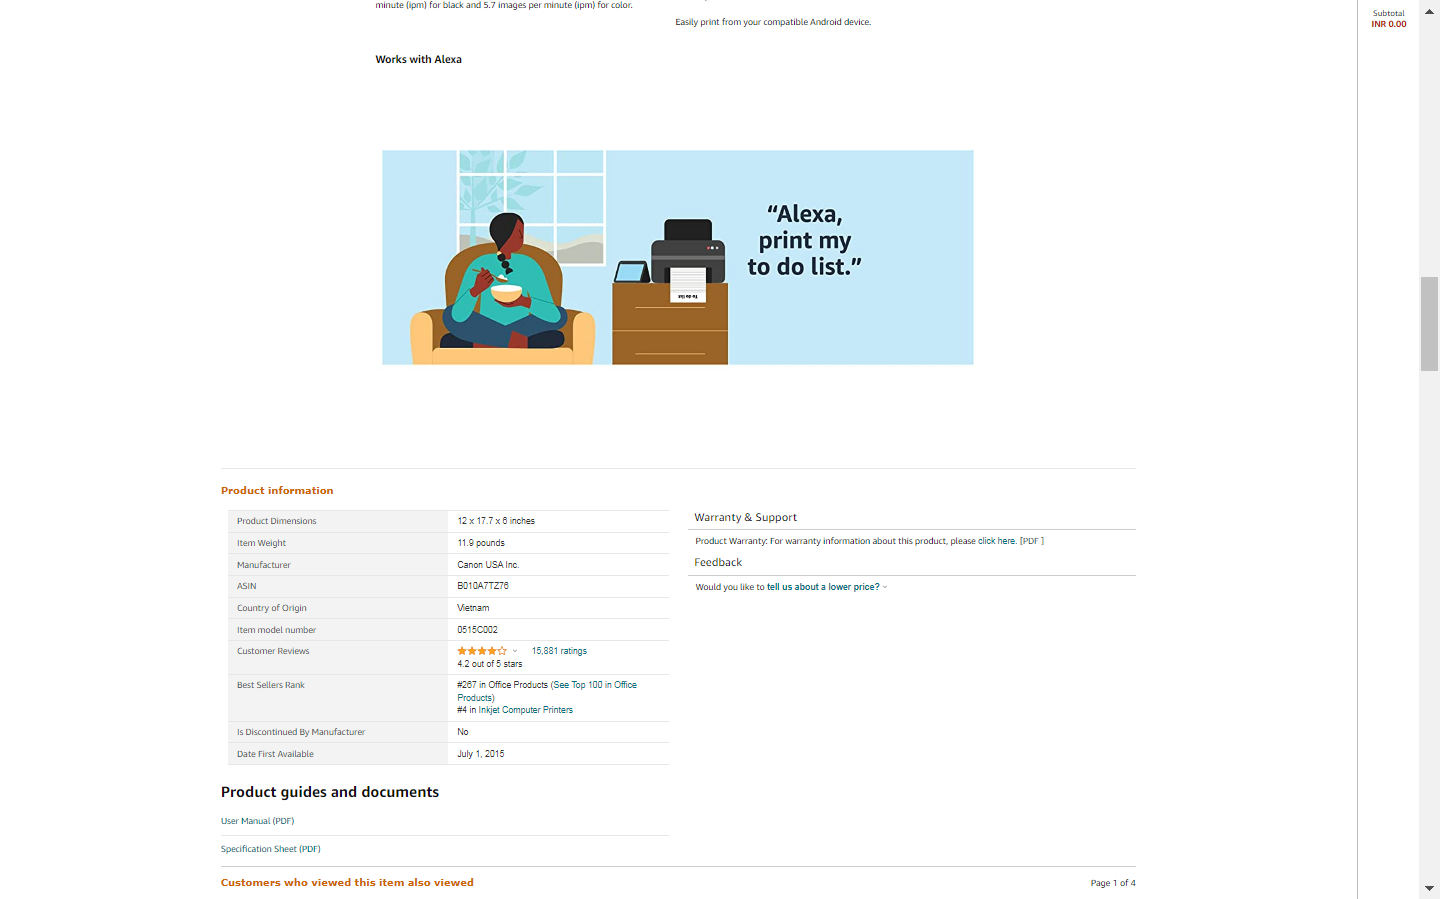 minute (ipm) for black and 5.7 images per minute (ipm) for color.
Easily print from your compatible Android device.
Subtotal
INR 0.00
Works with Alexa
“Alexa,
print my
to do list.”
To do list
Product information
Product Dimensions 12 x 17.7 x 6 inches
Item Weight 11.9 pounds
Manufacturer Canon USA Inc.
ASIN B010A7TZ76
Country of Origin Vietnam
Item model number 0515C002
Customer Reviews 15,881 ratings
4.2 out of 5 stars
Best Sellers Rank #267 in Office Products (See Top 100 in Office
Products)
#4 in Inkjet Computer Printers
Is Discontinued By Manufacturer No
Date First Available July 1, 2015
Warranty & Support
Product Warranty: For warranty information about this product, please click here. [PDF ]
Feedback
Would you like to tell us about a lower price?
Product guides and documents
User Manual (PDF)
Specification Sheet (PDF)
Customers who viewed this item also viewed
Page 1 of 4